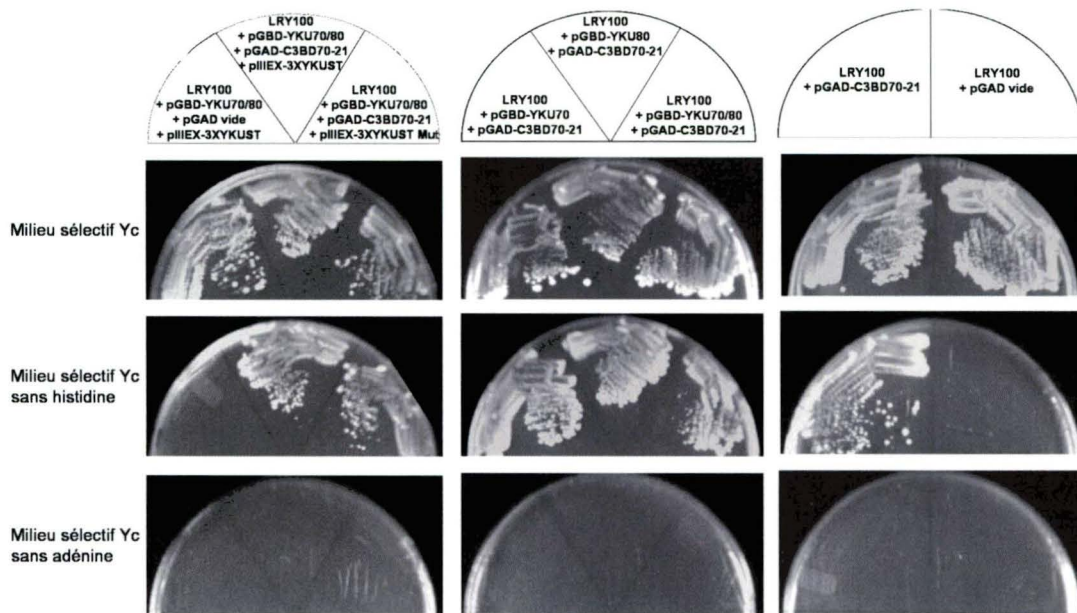 LRY100
+ pGBD-YKU70/80
+ pGAD-C3BD70-21
+ pIIIEX-3XYKUST
LRY100
+ pGBD-YKU70/80
+ pGAD vide
+ pIIIEX-3XYKUST
LRY100
+ pGBD-YKU70/80
+ pGAD-C3BD70-21
+ pIIIEX-3XYKUST Mut
LRY100
+ pGBD-YKU80
+ pGAD-C3BD70-21
LRY100
+ pGBD-YKU70
+ pGAD-C3BD70-21
LRY100
+ pGBD-YKU70/80
+ pGAD-C3BD70-21
LRY100
+ pGAD-C3BD70-21
LRY100
+ pGAD vide
Milieu sélectif Yc
Milieu sélectif Yc
sans histidine
Milieu sélectif Yc
sans adénine